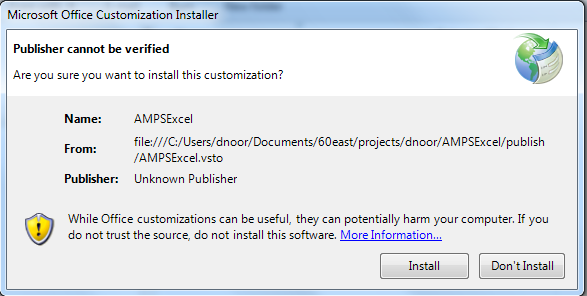 Microsoft Office Customization Installer
Publisher cannot be verified
Are you sure you want to install this customization?
Name: AMPSExcel
From: file:///C:/Users/dnoor/Documents/60east/projects/dnoor/AMPSExcel/publish
/AMPSExcel.vsto
Publisher: Unknown Publisher
While Office customizations can be useful, they can potentially harm your computer. If you
do not trust the source, do not install this software. More Information...
Install Don't Install